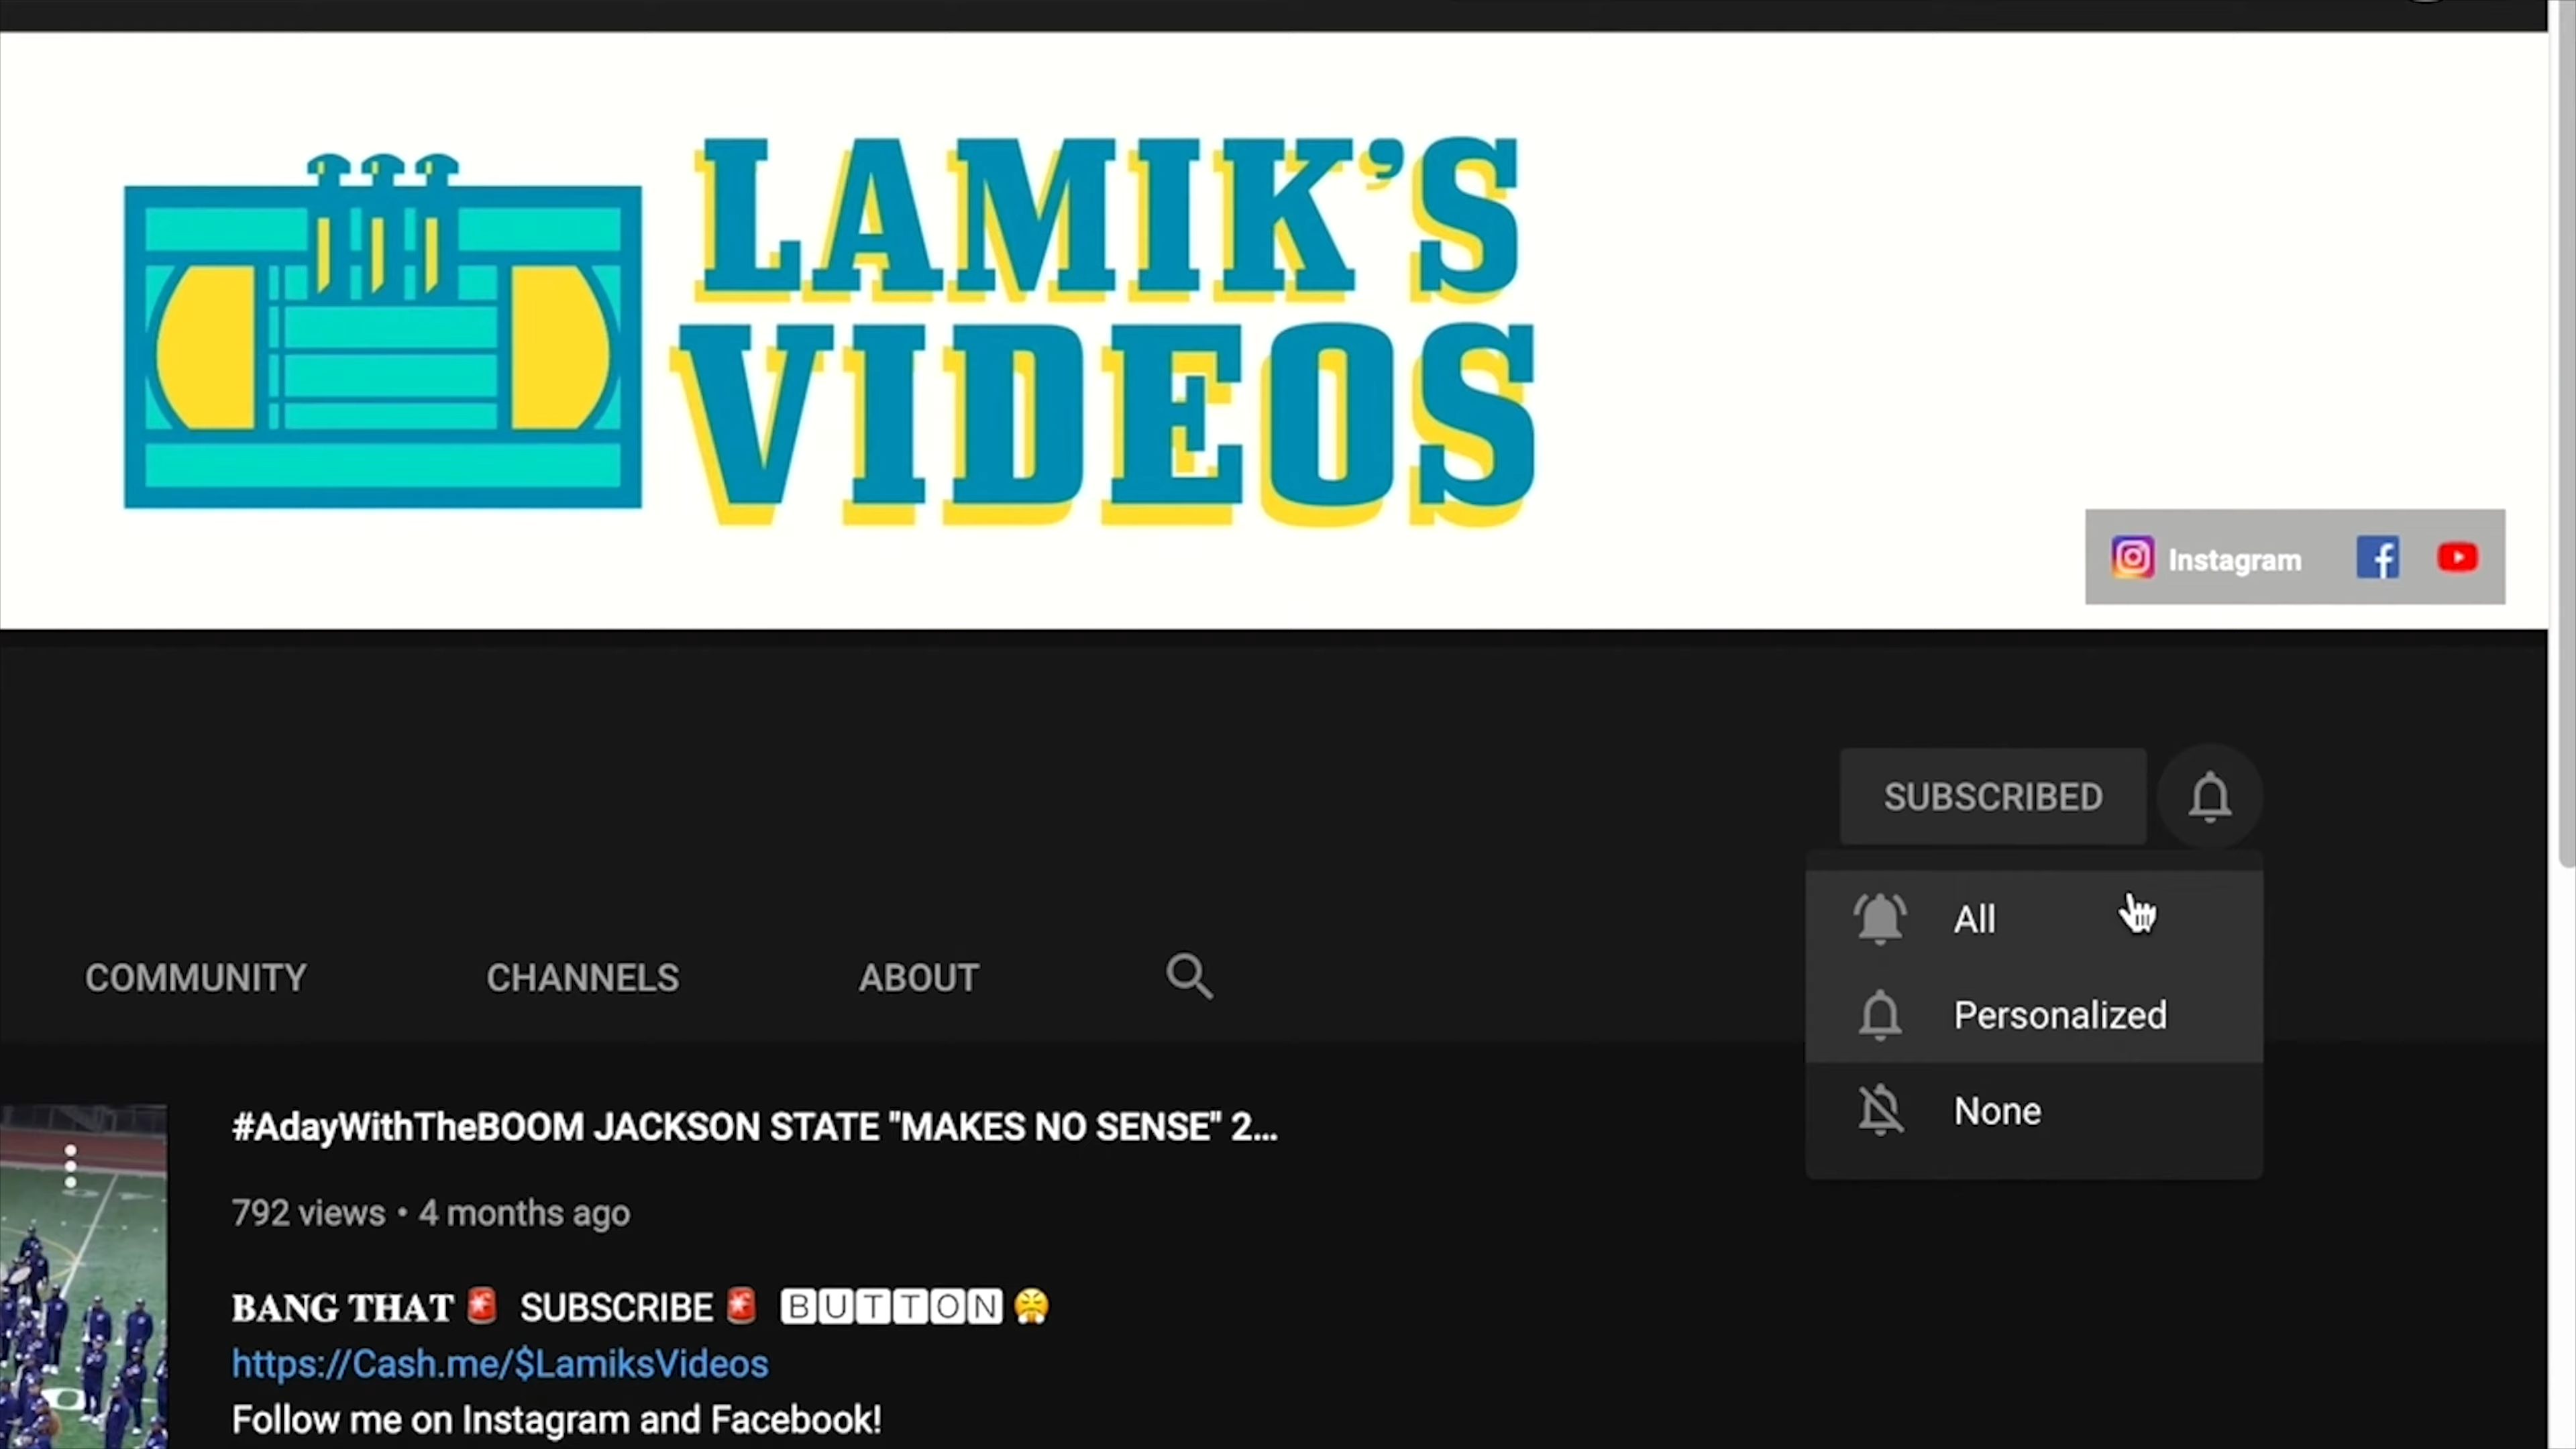 LAMIK'S
VIDEOS
Instagram
SUBSCRIBED
All
Personalized
None
COMMUNITY
CHANNELS
ABOUT
#AdayWithTheBOOM JACKSON STATE "MAKES NO SENSE" 2...
792 views • 4 months ago
𝐁𝐀𝐍𝐆 𝐓𝐇𝐀𝐓🚨 SUBSCRIBE🚨 🄱🅄🅃🅃🄾🄽😤
https://Cash.me/$LamiksVideos
Follow me on Instagram and Facebook!